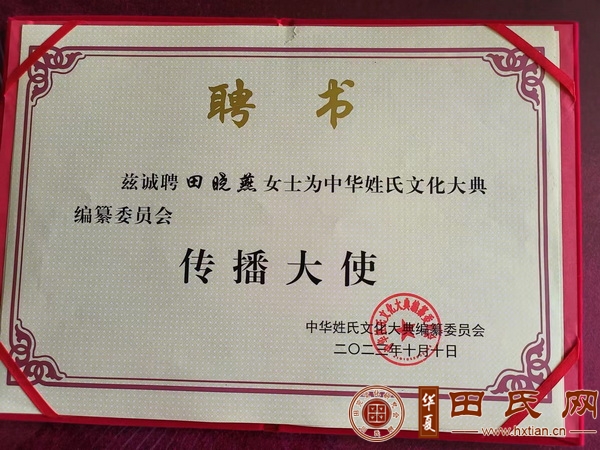 聘书
兹诚聘田晓燕女士为中华姓氏文化大典
编纂委员会
传播大使
中华姓氏文化大典编纂委员会
二〇二三年十月十日
华夏
田氏网
www.hxtian.cn